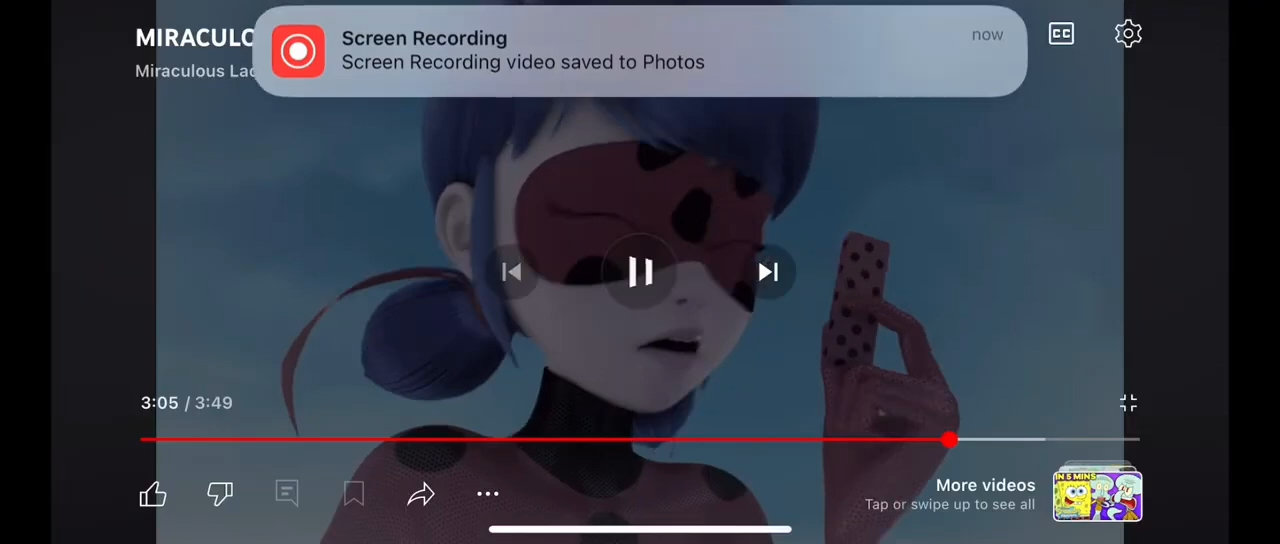 MIRACULO
Miraculous Lad
Screen Recording
now
Screen Recording video saved to Photos
CC
3:05 / 3:49
More videos
Tap or swipe up to see all
IN 5 MINS